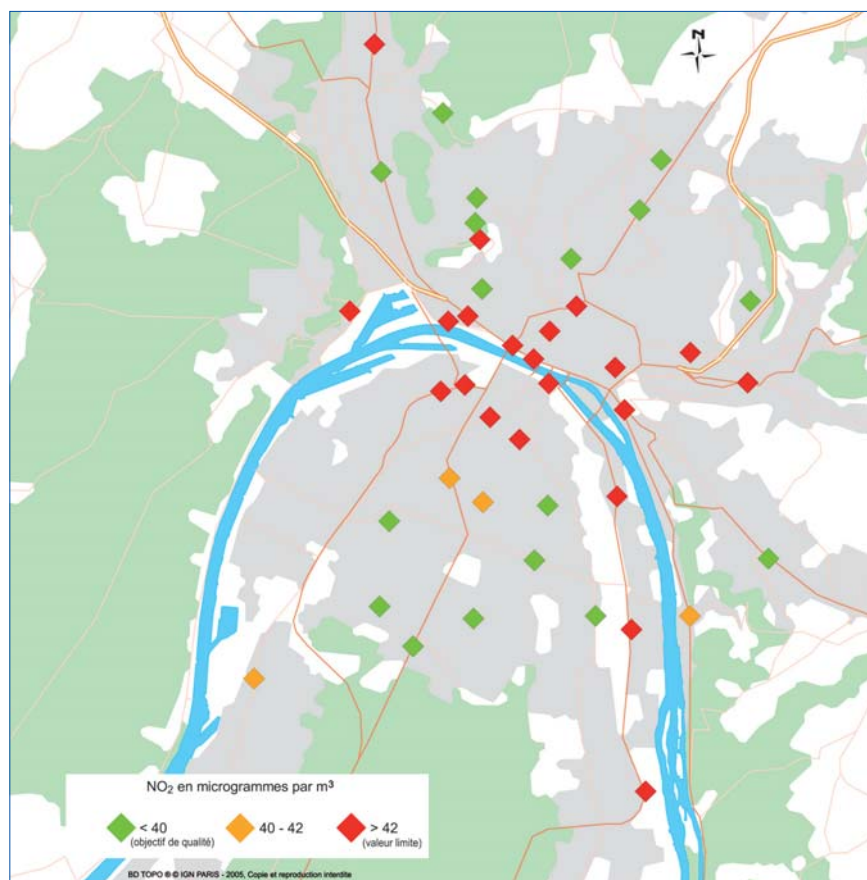 N
NO₂ en microgrammes par m³
< 40
(objectif de qualité)
40 - 42
> 42
(valeur limite)
BD TOPO ® © IGN PARIS - 2005, Copie et reproduction interdite